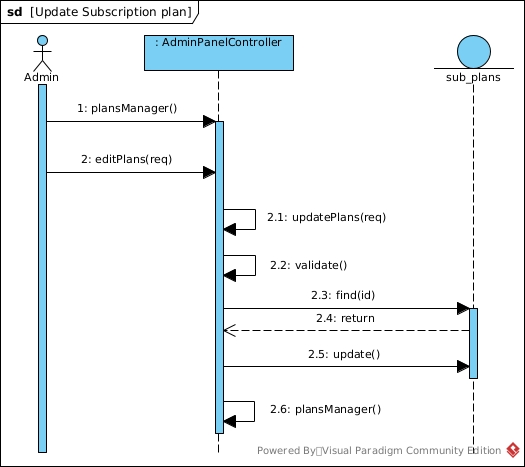 sd [Update Subscription plan]
: AdminPanelController
Admin
sub_plans
1: plansManager()
2: editPlans(req)
2.1: updatePlans(req)
2.2: validate()
2.3: find(id)
2.4: return
2.5: update()
2.6: plansManager()
Powered By Visual Paradigm Community Edition